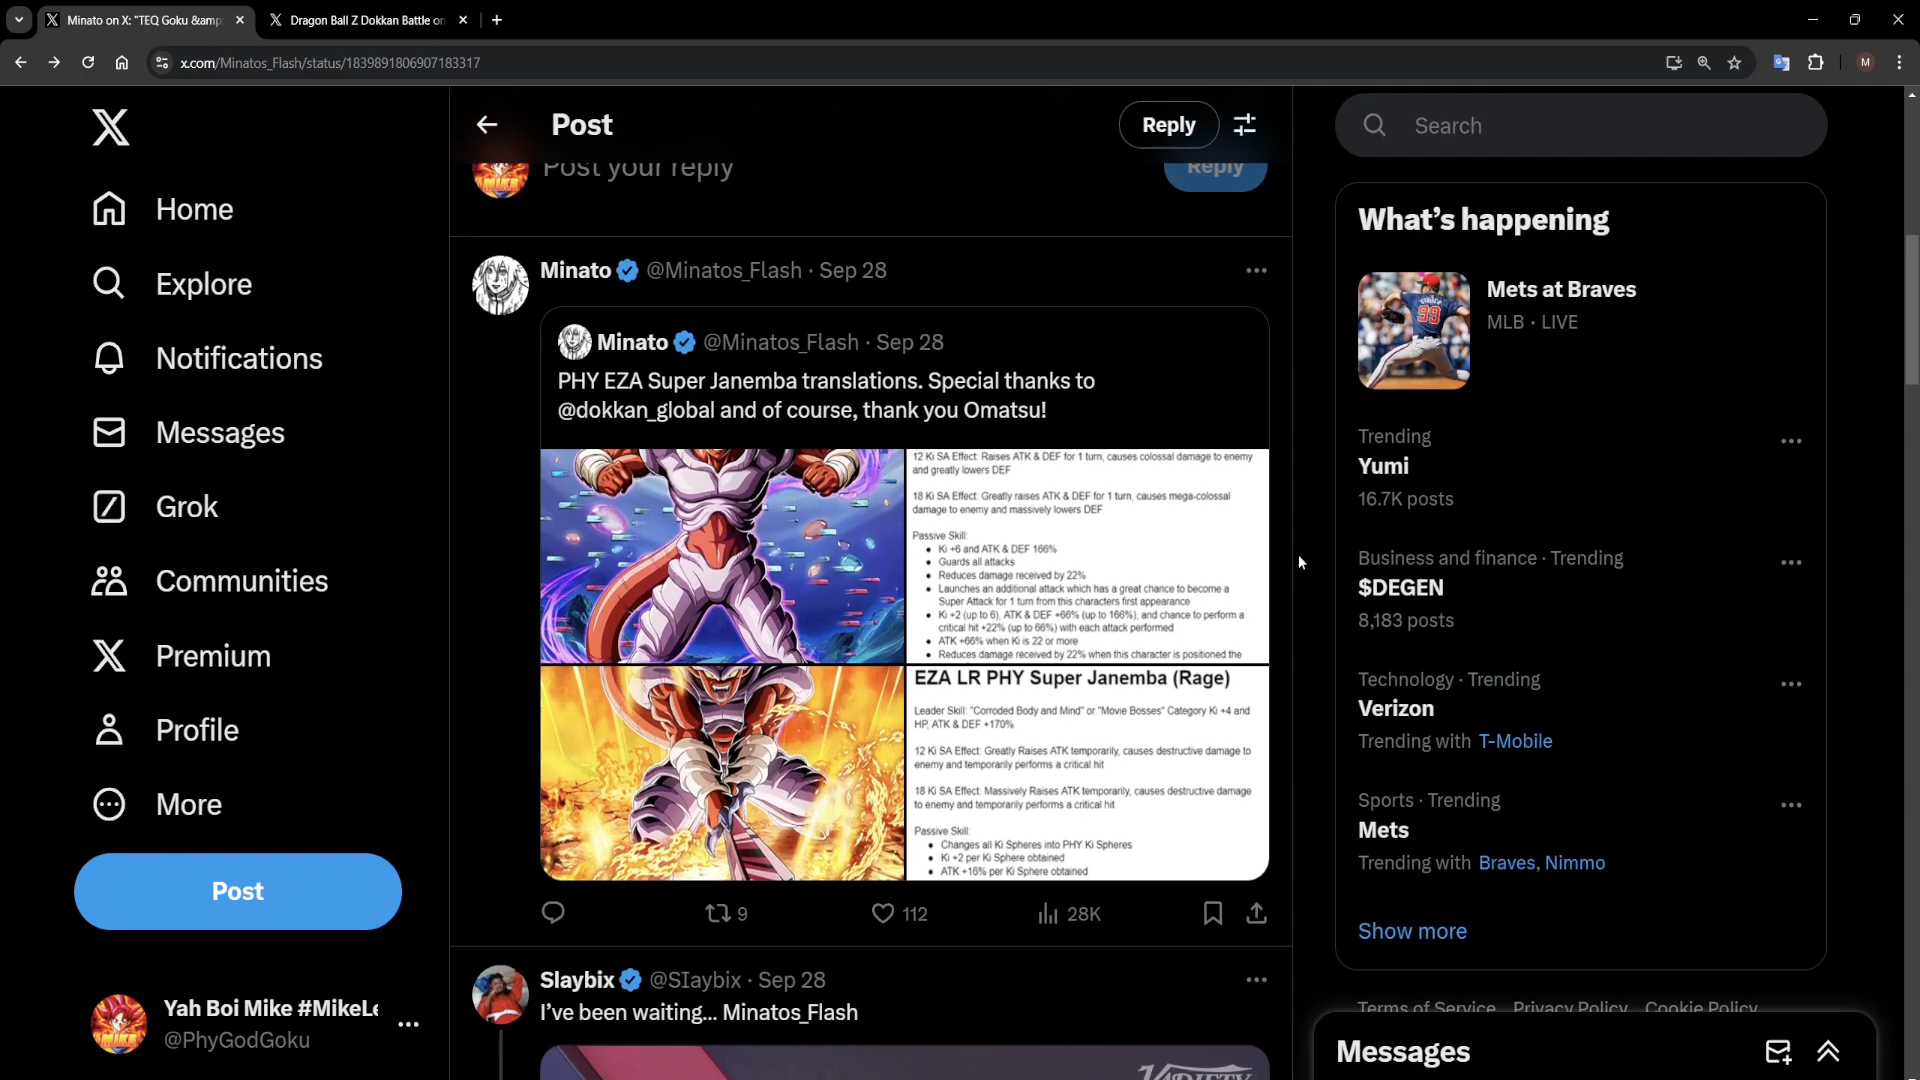 Minato on X: "TEQ Goku &amp;
Dragon Ball Z Dokkan Battle on
x.com/Minatos_Flash/status/1839891806907183317
M
Home
Explore
Notifications
Messages
Grok
Communities
Premium
Profile
More
Post
Yah Boi Mike #MikeLe
@PhyGodGoku
Post
Reply
Post your reply
Reply
MIKE
Minato @Minatos_Flash · Sep 28
Minato @Minatos_Flash · Sep 28
PHY EZA Super Janemba translations. Special thanks to
@dokkan_global and of course, thank you Omatsu!
12 Ki SA Effect: Raises ATK & DEF for 1 turn, causes colossal damage to enemy
and greatly lowers DEF
18 Ki SA Effect: Greatly raises ATK & DEF for 1 turn, causes mega-colossal
damage to enemy and massively lowers DEF
Passive Skill:
• Ki +6 and ATK & DEF 166%
• Guards all attacks
• Reduces damage received by 22%
• Launches an additional attack which has a great chance to become a
Super Attack for 1 turn from this characters first appearance
• Ki +2 (up to 6), ATK & DEF +66% (up to 166%), and chance to perform a
critical hit +22% (up to 66%) with each attack performed
• ATK +66% when Ki is 22 or more
• Reduces damage received by 22% when this character is positioned the
EZA LR PHY Super Janemba (Rage)
Leader Skill: "Corroded Body and Mind" or "Movie Bosses" Category Ki +4 and
HP, ATK & DEF +170%
12 Ki SA Effect: Greatly Raises ATK temporarily, causes destructive damage to
enemy and temporarily performs a critical hit
18 Ki SA Effect: Massively Raises ATK temporarily, causes destructive damage
to enemy and temporarily performs a critical hit
Passive Skill:
• Changes all Ki Spheres into PHY Ki Spheres
• Ki +2 per Ki Sphere obtained
• ATK +16% per Ki Sphere obtained
9
112
28K
Slaybix @SIaybix · Sep 28
I've been waiting... Minatos_Flash
VARIETY
Search
What's happening
99
Mets at Braves
MLB · LIVE
Trending
Yumi
16.7K posts
Business and finance · Trending
$DEGEN
8,183 posts
Technology · Trending
Verizon
Trending with T-Mobile
Sports · Trending
Mets
Trending with Braves, Nimmo
Show more
Terms of Service Privacy Policy Cookie Policy
Messages